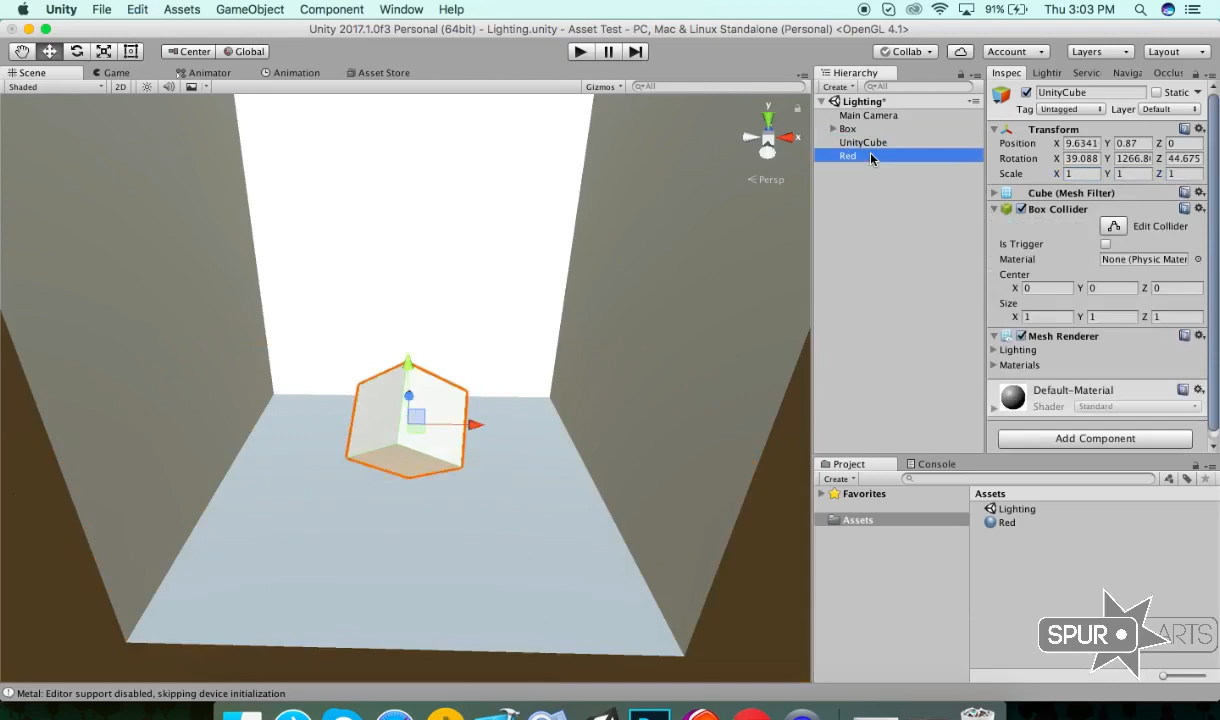 Unity File Edit Assets GameObject Component Window Help 91% Thu 3:03 PM
Unity 2017.1.0f3 Personal (64bit) - Lighting.unity - Asset Test - PC, Mac & Linux Standalone (Personal) <OpenGL 4.1>
Center Global Collab Account Layers Layout
Scene Game Animator Animation Asset Store Hierarchy Inspec Lightin Servic Naviga Occlus
Shaded 2D Gizmos All Create All
Lighting*
Main Camera
Box
UnityCube
Red
y
x
Persp
UnityCube Static
Tag Untagged Layer Default
Transform
Position X 9.6341 Y 0.87 Z 0
Rotation X 39.088 Y 1266.8 Z 44.675
Scale X 1 Y 1 Z 1
Cube (Mesh Filter)
Box Collider
Edit Collider
Is Trigger
Material None (Physic Mater
Center
X 0 Y 0 Z 0
Size
X 1 Y 1 Z 1
Mesh Renderer
Lighting
Materials
Default-Material
Shader Standard
Add Component
Project Console
Create
Favorites
Assets
Assets
Lighting
Red
SPUR ARTS
Metal: Editor support disabled, skipping device initialization